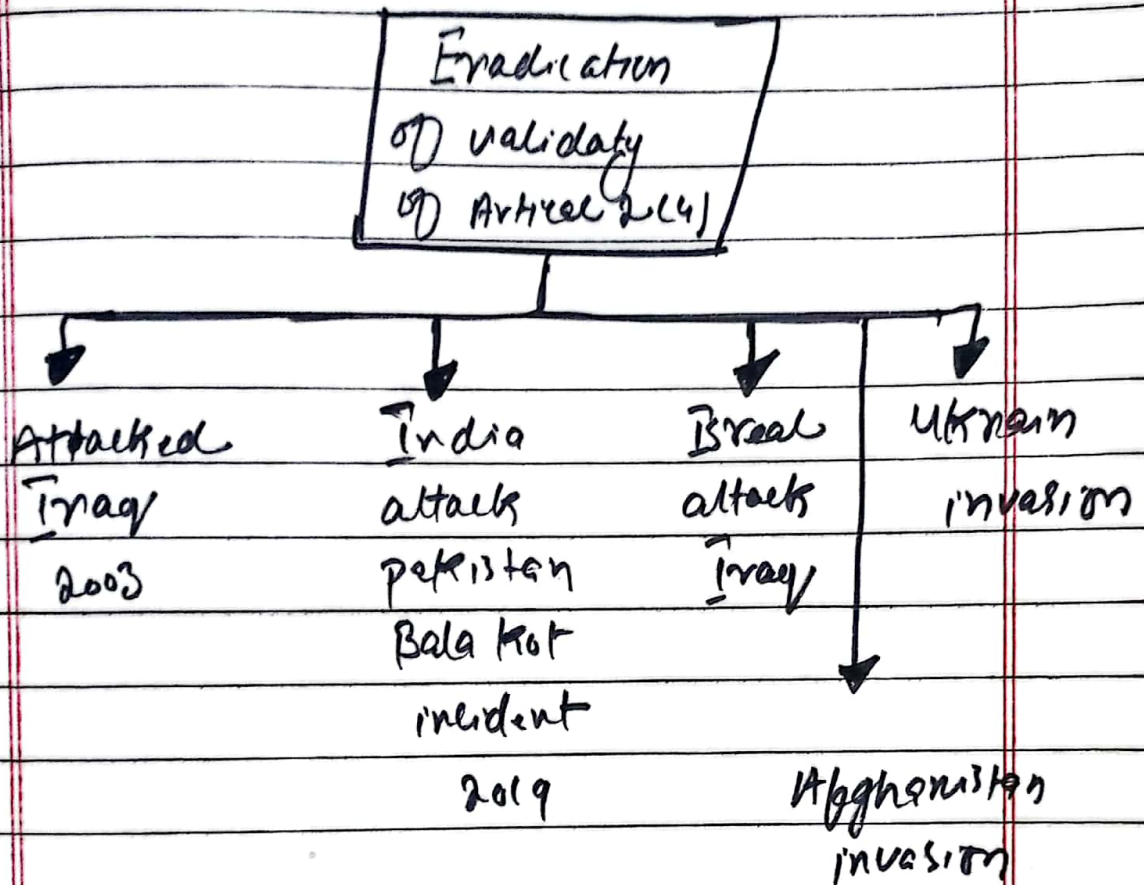 Eradication
of validaty
of Artical 2(4)
Attacked
Iraq
2003
India
attack
pakistan
Bala kot
incident
2019
Isreal
attack
Iraq
Afghanistan
invasion
Ukrain
invasion